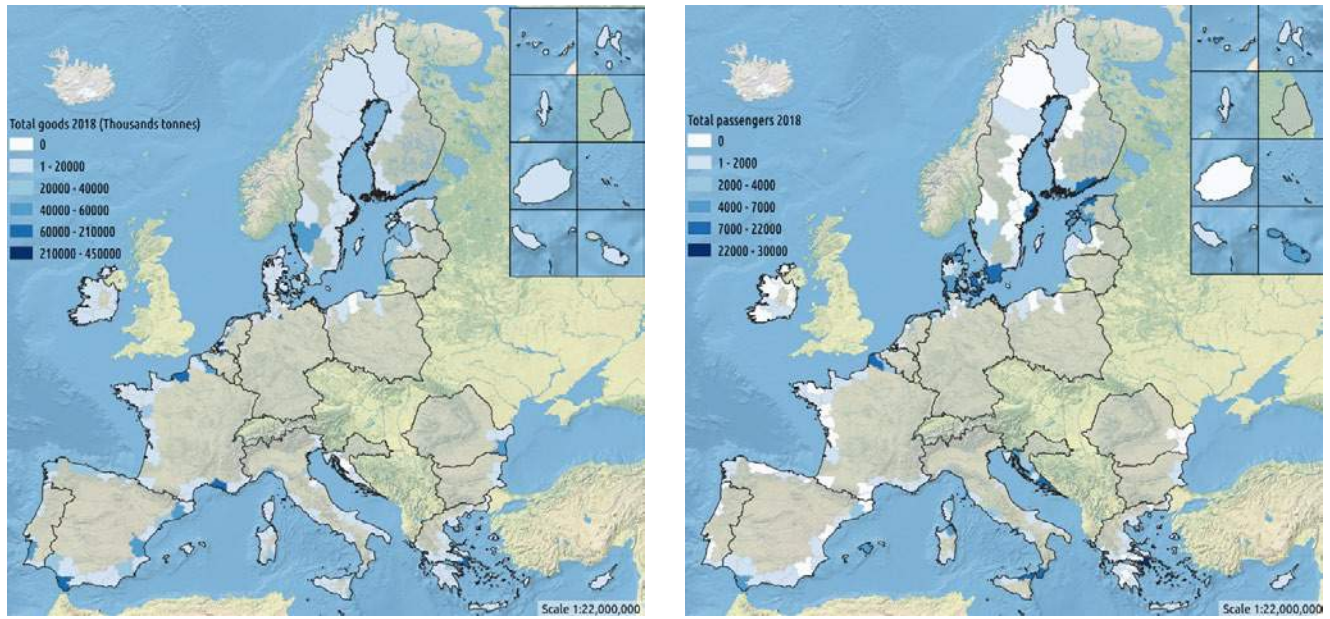 Total goods 2018 (Thousands tonnes)
0
1 - 20000
20000 - 40000
40000 - 60000
60000 - 210000
210000 - 450000
Scale 1:22,000,000
Total passengers 2018
0
1 - 2000
2000 - 4000
4000 - 7000
7000 - 22000
22000 - 30000
Scale 1:22,000,000